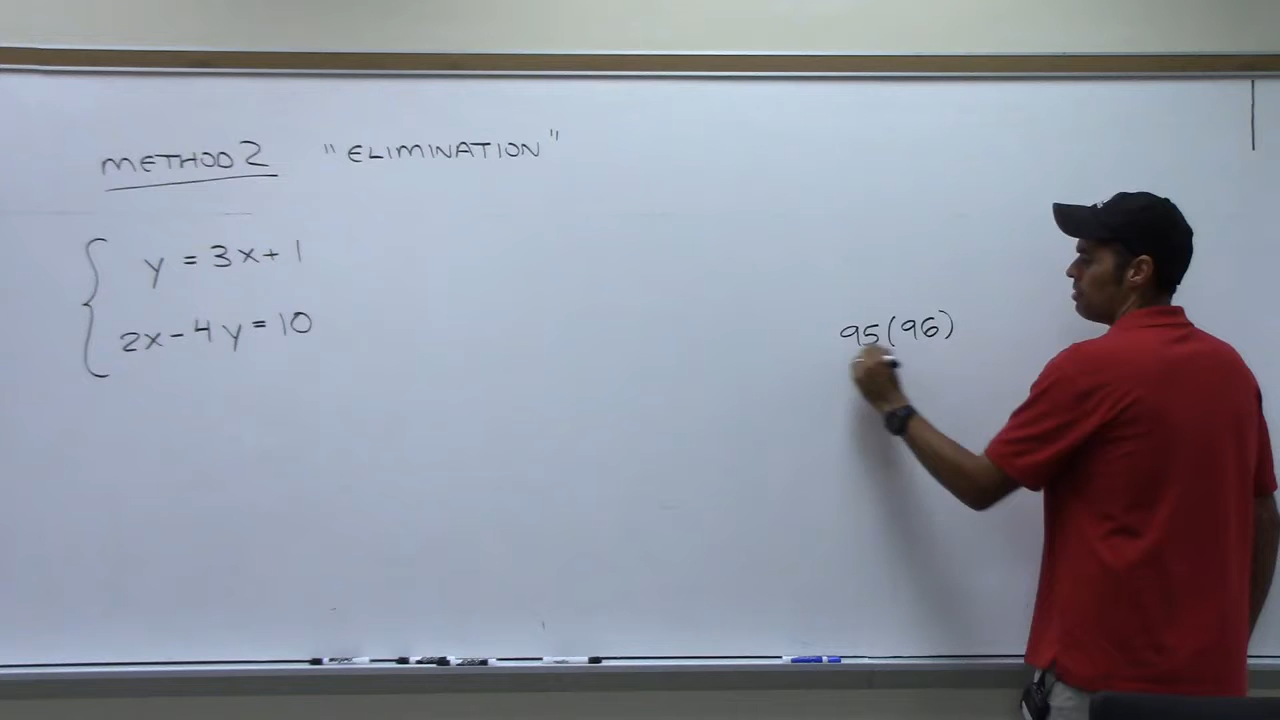 METHOD 2 "ELIMINATION"
y = 3x + 1
2x - 4y = 10
95(96)